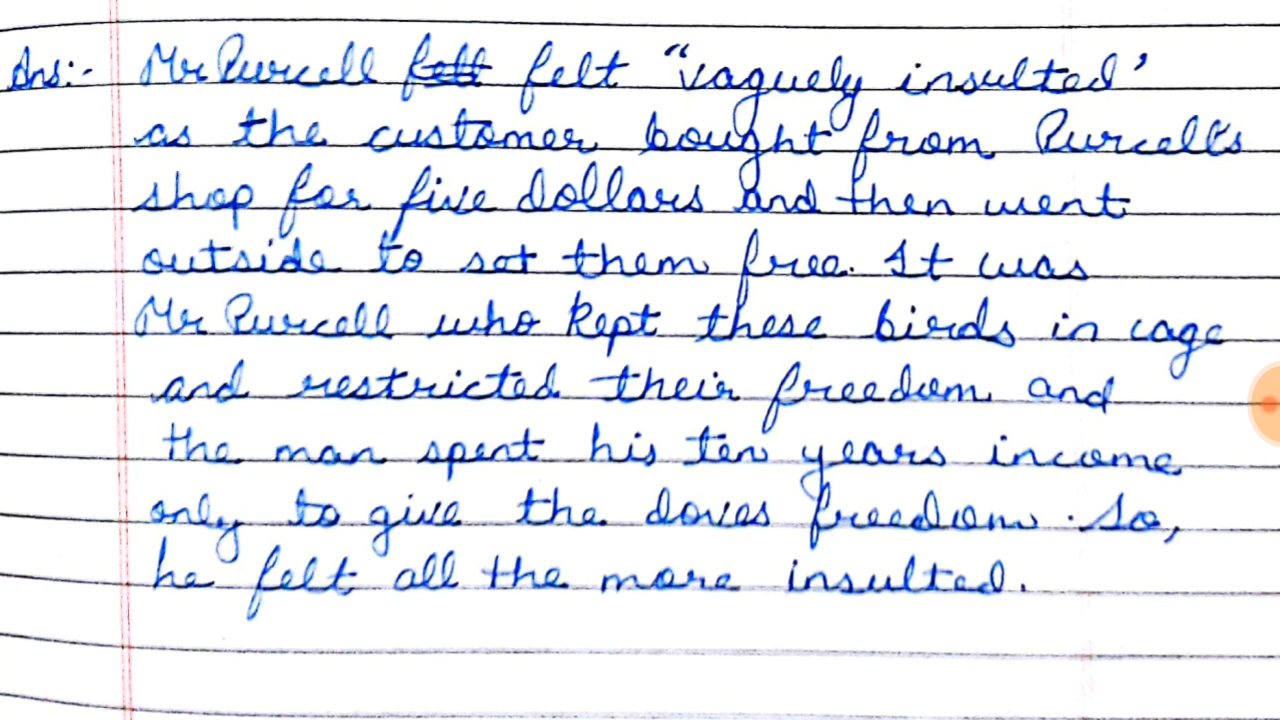 Ans:- Mr Purcell felt felt "vaguely insulted'
as the customer bought from Purcell's
shop for five dollars and then went
outside to set them free. It was
Mr Purcell who kept these birds in cage
and restricted their freedom and
the man spent his ten years income
only to give the doves freedom. So,
he felt all the more insulted.